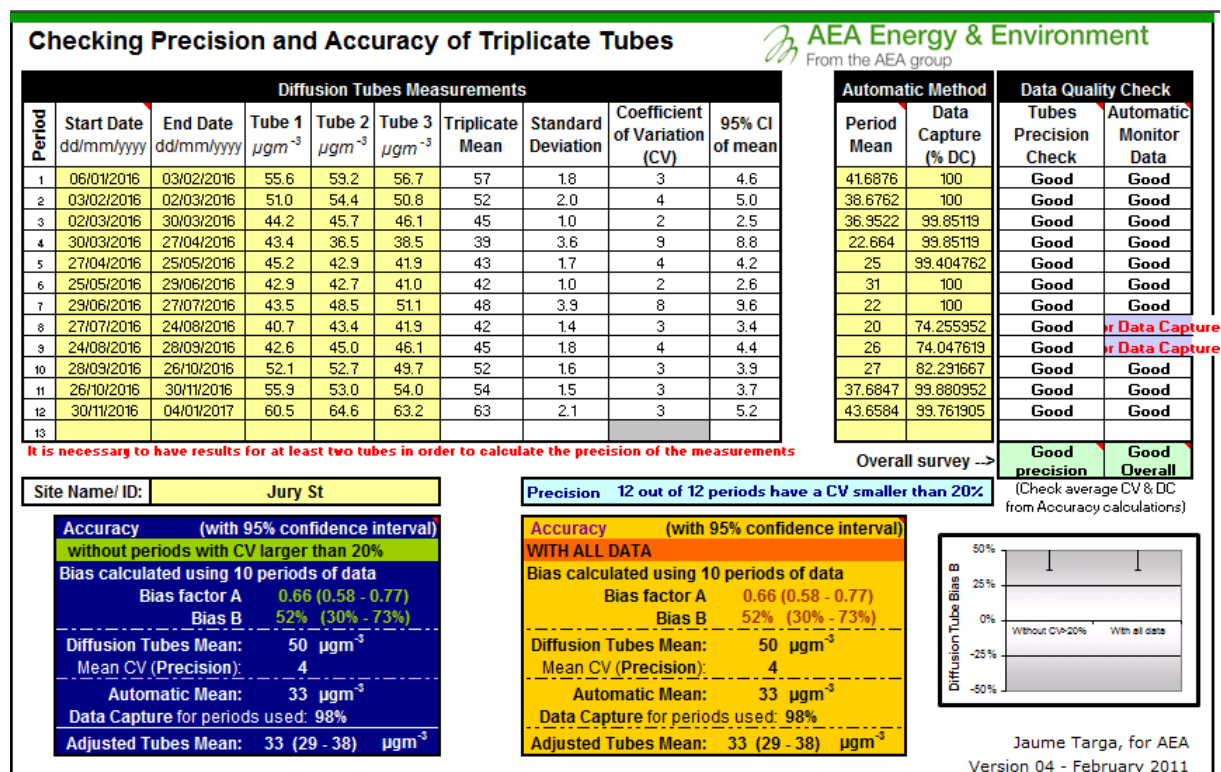 Checking Precision and Accuracy of Triplicate Tubes
AEA Energy & Environment
From the AEA group
Diffusion Tubes Measurements
Automatic Method
Data Quality Check
Period Start Date dd/mm/yyyy End Date dd/mm/yyyy Tube 1 µgm-3 Tube 2 µgm-3 Tube 3 µgm-3 Triplicate Mean Standard Deviation Coefficient of Variation (CV) 95% CI of mean Period Mean Data Capture (% DC) Tubes Precision Check Automatic Monitor Data
1 06/01/2016 03/02/2016 55.6 59.2 56.7 57 1.8 3 4.6 41.6876 100 Good Good
2 03/02/2016 02/03/2016 51.0 54.4 50.8 52 2.0 4 5.0 38.6762 100 Good Good
3 02/03/2016 30/03/2016 44.2 45.7 46.1 45 1.0 2 2.5 36.9522 99.85119 Good Good
4 30/03/2016 27/04/2016 43.4 36.5 38.5 39 3.6 9 8.8 22.664 99.85119 Good Good
5 27/04/2016 25/05/2016 45.2 42.9 41.9 43 1.7 4 4.2 25 99.404762 Good Good
6 25/05/2016 29/06/2016 42.9 42.7 41.0 42 1.0 2 2.6 31 100 Good Good
7 29/06/2016 27/07/2016 43.5 48.5 51.1 48 3.9 8 9.6 22 100 Good Good
8 27/07/2016 24/08/2016 40.7 43.4 41.9 42 1.4 3 3.4 20 74.255952 Good or Data Capture
9 24/08/2016 28/09/2016 42.6 45.0 46.1 45 1.8 4 4.4 26 74.047619 Good or Data Capture
10 28/09/2016 26/10/2016 52.1 52.7 49.7 52 1.6 3 3.9 27 82.291667 Good Good
11 26/10/2016 30/11/2016 55.9 53.0 54.0 54 1.5 3 3.7 37.6847 99.880952 Good Good
12 30/11/2016 04/01/2017 60.5 64.6 63.2 63 2.1 3 5.2 43.6584 99.761905 Good Good
13
It is necessary to have results for at least two tubes in order to calculate the precision of the measurements
Overall survey --> Good precision Good Overall
Site Name/ ID: Jury St
Precision 12 out of 12 periods have a CV smaller than 20%
(Check average CV & DC
from Accuracy calculations)
Accuracy (with 95% confidence interval)
without periods with CV larger than 20%
Bias calculated using 10 periods of data
Bias factor A 0.66 (0.58 - 0.77)
Bias B 52% (30% - 73%)
Diffusion Tubes Mean: 50 µgm-3
Mean CV (Precision): 4
Automatic Mean: 33 µgm-3
Data Capture for periods used: 98%
Adjusted Tubes Mean: 33 (29 - 38) µgm-3
Accuracy (with 95% confidence interval)
WITH ALL DATA
Bias calculated using 10 periods of data
Bias factor A 0.66 (0.58 - 0.77)
Bias B 52% (30% - 73%)
Diffusion Tubes Mean: 50 µgm-3
Mean CV (Precision): 4
Automatic Mean: 33 µgm-3
Data Capture for periods used: 98%
Adjusted Tubes Mean: 33 (29 - 38) µgm-3
Diffusion Tube Bias B
50%
25%
0%
-25%
-50%
Without CV>20% With all data
Jaume Targa, for AEA
Version 04 - February 2011